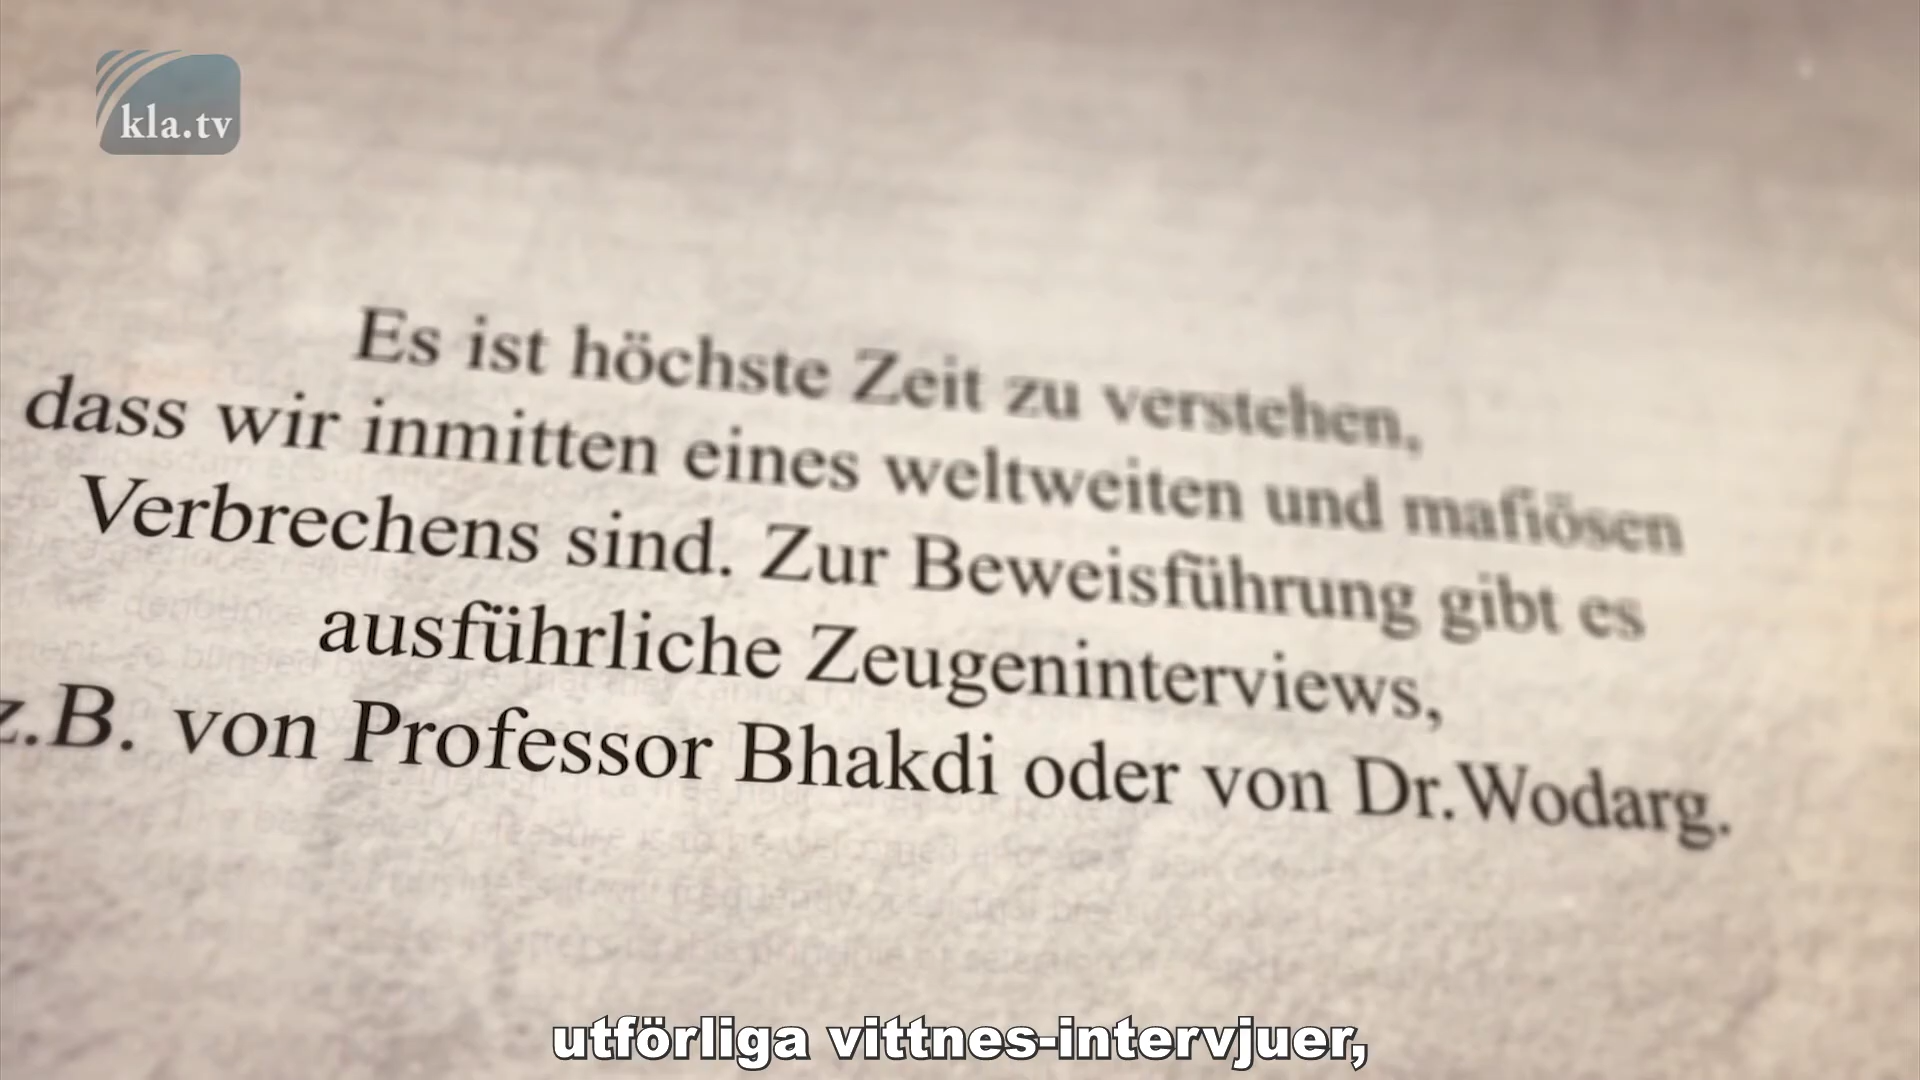 kla.tv
Es ist höchste Zeit zu verstehen,
dass wir inmitten eines weltweiten und mafiösen
Verbrechens sind. Zur Beweisführung gibt es
ausführliche Zeugeninterviews,
z.B. von Professor Bhakdi oder von Dr.Wodarg.
utförliga vittnes-intervjuer,